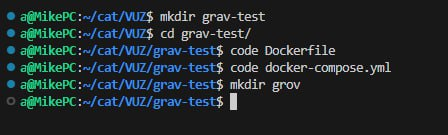 a@MikePC:~/cat/VUZ$ mkdir grav-test
a@MikePC:~/cat/VUZ$ cd grav-test/
a@MikePC:~/cat/VUZ/grav-test$ code Dockerfile
a@MikePC:~/cat/VUZ/grav-test$ code docker-compose.yml
a@MikePC:~/cat/VUZ/grav-test$ mkdir grov
a@MikePC:~/cat/VUZ/grav-test$